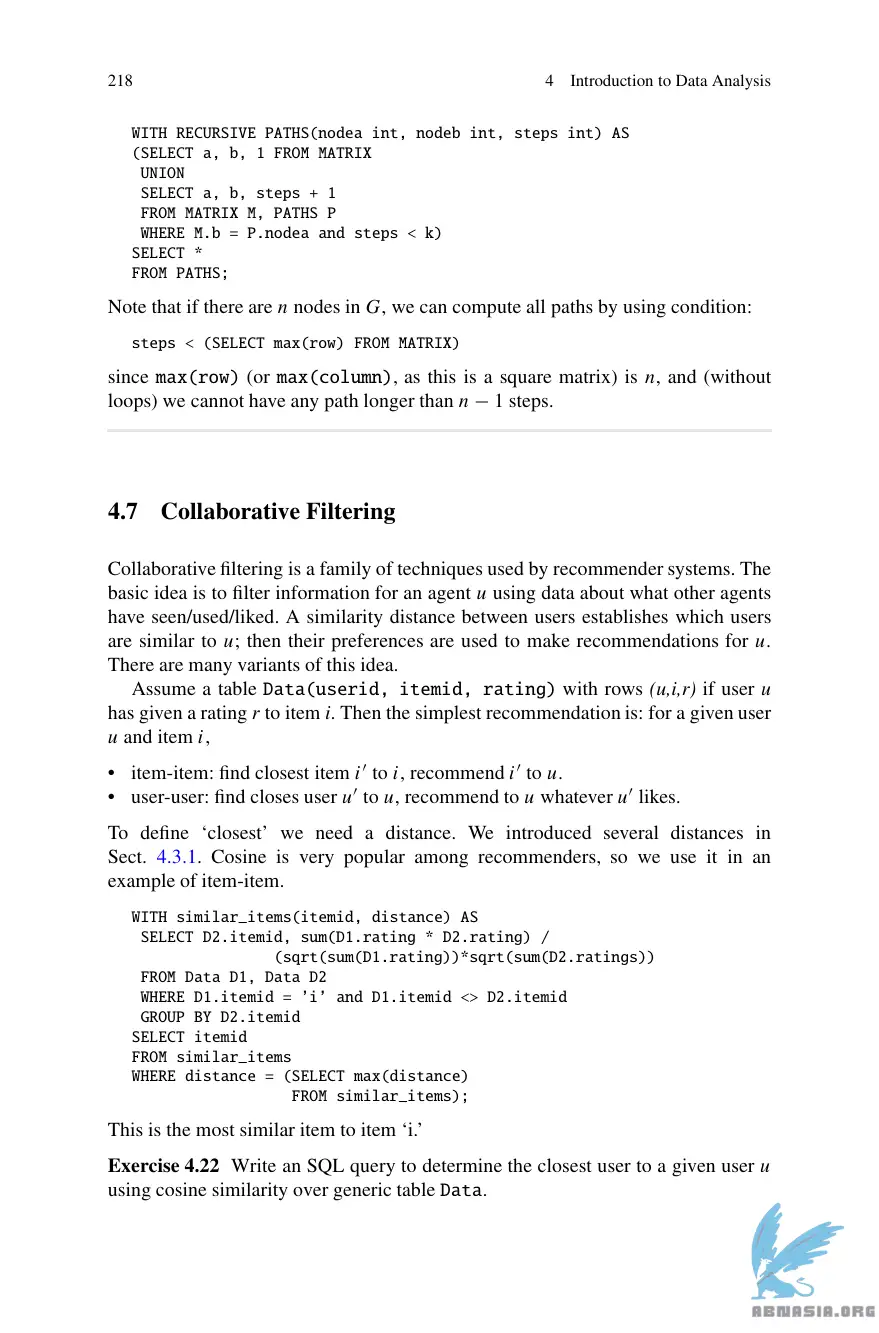 218
4 Introduction to Data Analysis
WITH RECURSIVE PATHS(nodea int, nodeb int, steps int) AS
(SELECT a, b, 1 FROM MATRIX
UNION
SELECT a, b, steps + 1
FROM MATRIX M, PATHS P
WHERE M.b = P.nodea and steps < k)
SELECT *
FROM PATHS;
Note that if there are n nodes in G, we can compute all paths by using condition:
steps < (SELECT max(row) FROM MATRIX)
since max(row) (or max(column), as this is a square matrix) is n, and (without
loops) we cannot have any path longer than n − 1 steps.
4.7 Collaborative Filtering
Collaborative filtering is a family of techniques used by recommender systems. The
basic idea is to filter information for an agent u using data about what other agents
have seen/used/liked. A similarity distance between users establishes which users
are similar to u; then their preferences are used to make recommendations for u.
There are many variants of this idea.
Assume a table Data(userid, itemid, rating) with rows (u,i,r) if user u
has given a rating r to item i. Then the simplest recommendation is: for a given user
u and item i,
• item-item: find closest item i′ to i, recommend i′ to u.
• user-user: find closes user u′ to u, recommend to u whatever u′ likes.
To define ‘closest’ we need a distance. We introduced several distances in
Sect. 4.3.1. Cosine is very popular among recommenders, so we use it in an
example of item-item.
WITH similar_items(itemid, distance) AS
SELECT D2.itemid, sum(D1.rating * D2.rating) /
(sqrt(sum(D1.rating))*sqrt(sum(D2.ratings))
FROM Data D1, Data D2
WHERE D1.itemid = ’i’ and D1.itemid <> D2.itemid
GROUP BY D2.itemid
SELECT itemid
FROM similar_items
WHERE distance = (SELECT max(distance)
FROM similar_items);
This is the most similar item to item ‘i.’
Exercise 4.22 Write an SQL query to determine the closest user to a given user u
using cosine similarity over generic table Data.
ABNASIA.ORG